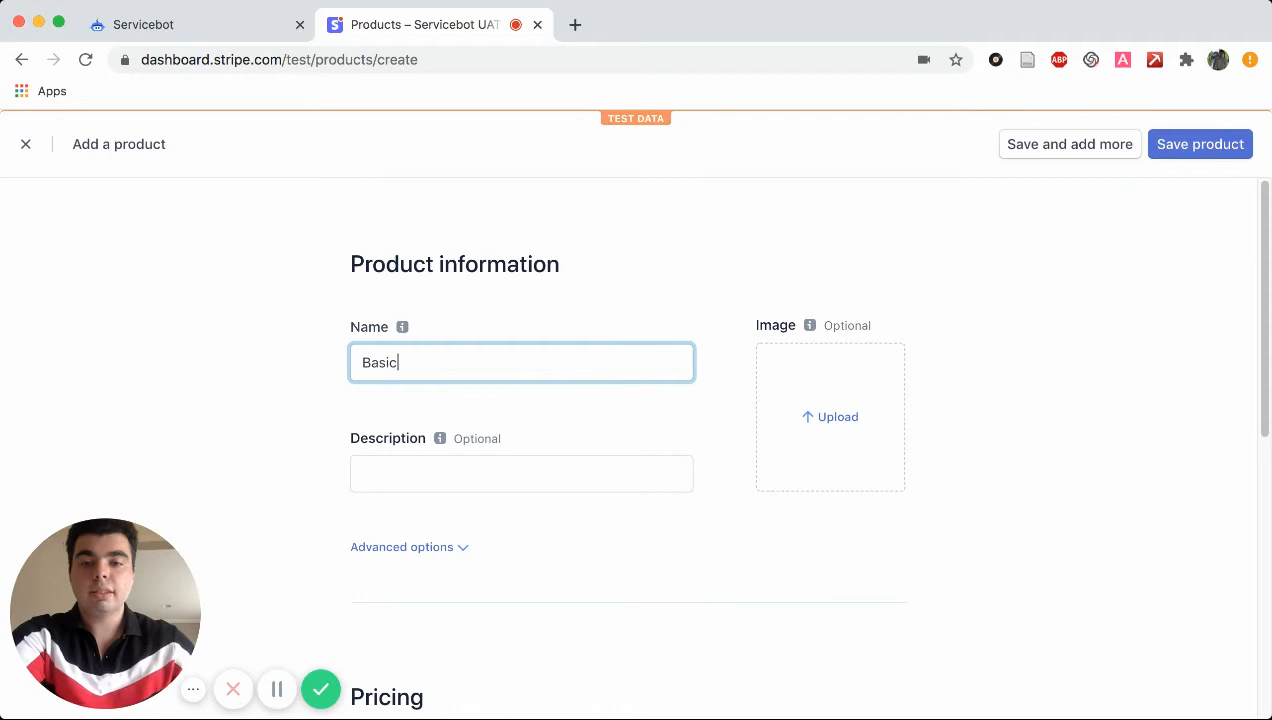 Servicebot
Products – Servicebot UAT
dashboard.stripe.com/test/products/create
ABP
A
Apps
TEST DATA
Add a product
Save and add more
Save product
Product information
Name
Basic
Image Optional
Upload
Description Optional
Advanced options
Pricing